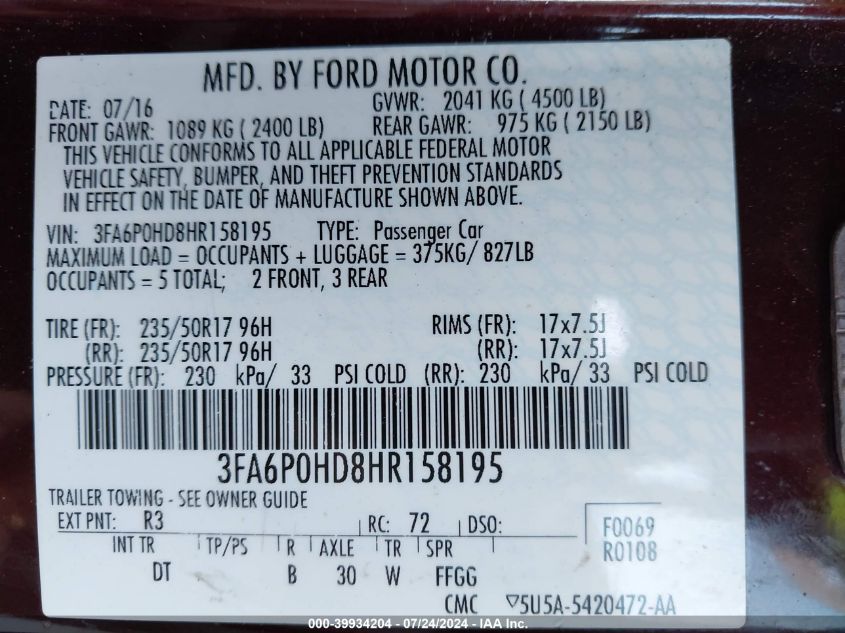 MFD. BY FORD MOTOR CO.
DATE: 07/16 GVWR: 2041 KG ( 4500 LB)
FRONT GAWR: 1089 KG ( 2400 LB) REAR GAWR: 975 KG ( 2150 LB)
THIS VEHICLE CONFORMS TO ALL APPLICABLE FEDERAL MOTOR
VEHICLE SAFETY, BUMPER, AND THEFT PREVENTION STANDARDS
IN EFFECT ON THE DATE OF MANUFACTURE SHOWN ABOVE.
VIN: 3FA6P0HD8HR158195 TYPE: Passenger Car
MAXIMUM LOAD = OCCUPANTS + LUGGAGE = 375KG/ 827LB
OCCUPANTS = 5 TOTAL; 2 FRONT, 3 REAR
TIRE (FR): 235/50R17 96H RIMS (FR): 17x7.5J
(RR): 235/50R17 96H (RR): 17x7.5J
PRESSURE (FR): 230 kPa/ 33 PSI COLD (RR): 230 kPa/ 33 PSI COLD
3FA6P0HD8HR158195
TRAILER TOWING - SEE OWNER GUIDE
EXT PNT: R3 RC: 72 DSO: F0069
INT TR TP/PS R AXLE TR SPR R0108
DT B 30 W FFGG
CMC ▽5U5A-5420472-AA
000-39934204 - 07/24/2024 - IAA Inc.